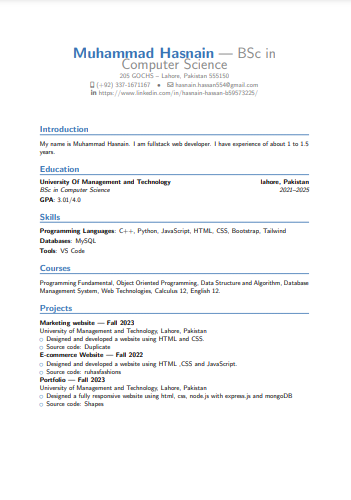 Muhammad Hasnain — BSc in
Computer Science
205 GOCHS – Lahore, Pakistan 555150
(+92) 337-1671167 • hasnain.hassan554@gmail.com
https://www.linkedin.com/in/hasnain-hassan-b59573225/
Introduction
My name is Muhammad Hasnain. I am fullstack web developer. I have experience of about 1 to 1.5
years.
Education
University Of Management and Technology lahore, Pakistan
BSc in Computer Science 2021–2025
GPA: 3.01/4.0
Skills
Programming Languages: C++, Python, JavaScript, HTML, CSS, Bootstrap, Tailwind
Databases: MySQL
Tools: VS Code
Courses
Programming Fundamental, Object Oriented Programming, Data Structure and Algorithm, Database
Management System, Web Technologies, Calculus 12, English 12.
Projects
Marketing website — Fall 2023
University of Management and Technology, Lahore, Pakistan
○ Designed and developed a website using HTML and CSS.
○ Source code: Duplicate
E-commerce Website — Fall 2022
○ Designed and developed a website using HTML ,CSS and JavaScript.
○ Source code: ruhasfashions
Portfolio — Fall 2023
University of Management and Technology, Lahore, Pakistan
○ Designed a fully responsive website using html, css, node.js with express.js and mongoDB
○ Source code: Shapes